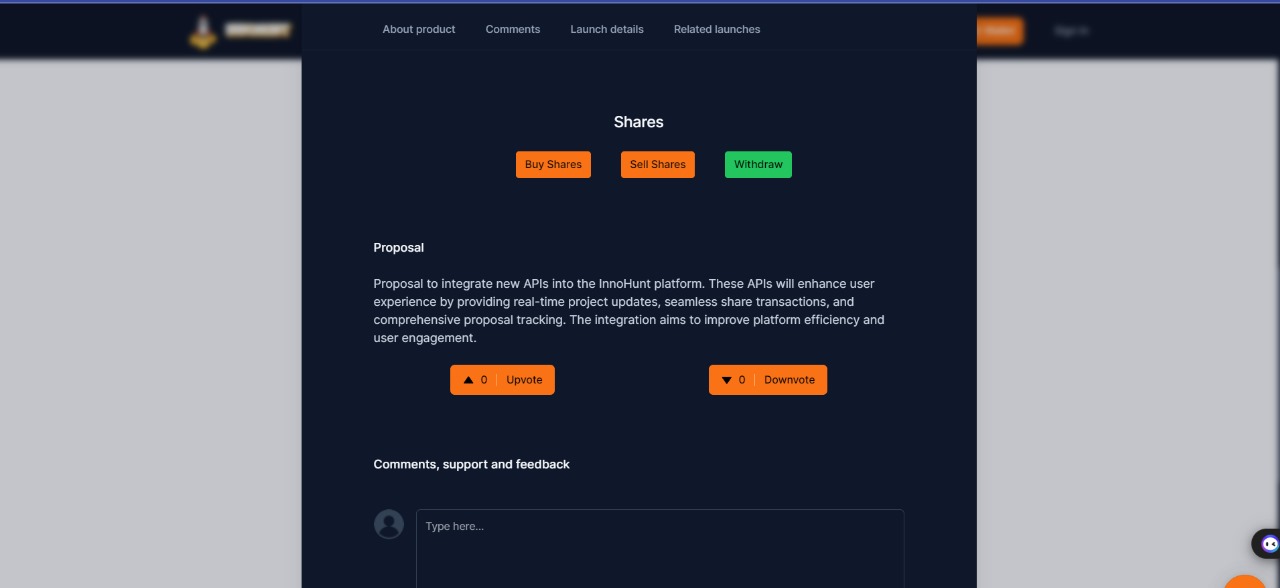 About product Comments Launch details Related launches
Sign in
Shares
Buy Shares Sell Shares Withdraw
Proposal
Proposal to integrate new APIs into the InnoHunt platform. These APIs will enhance user
experience by providing real-time project updates, seamless share transactions, and
comprehensive proposal tracking. The integration aims to improve platform efficiency and
user engagement.
▲ 0 Upvote ▼ 0 Downvote
Comments, support and feedback
Type here...